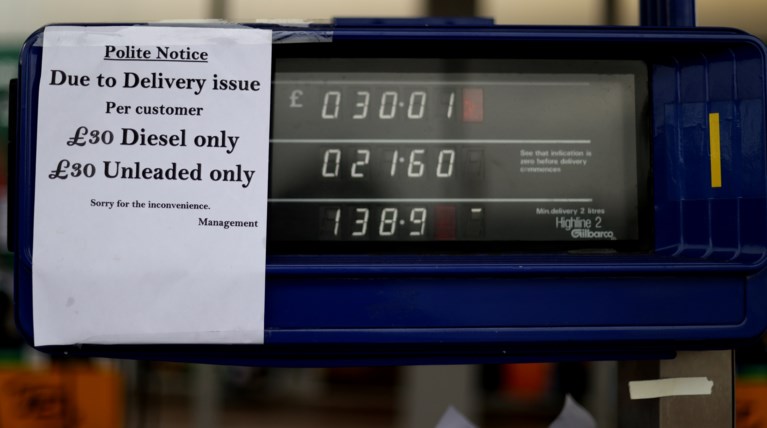 Polite Notice
Due to Delivery issue
Per customer
£30 Diesel only
£30 Unleaded only
Sorry for the inconvenience.
Management
£ 030.01
021.60
See that indication is
zero before delivery
commences
138.9
Min.delivery 2 litres
Highline 2
Gilbarco